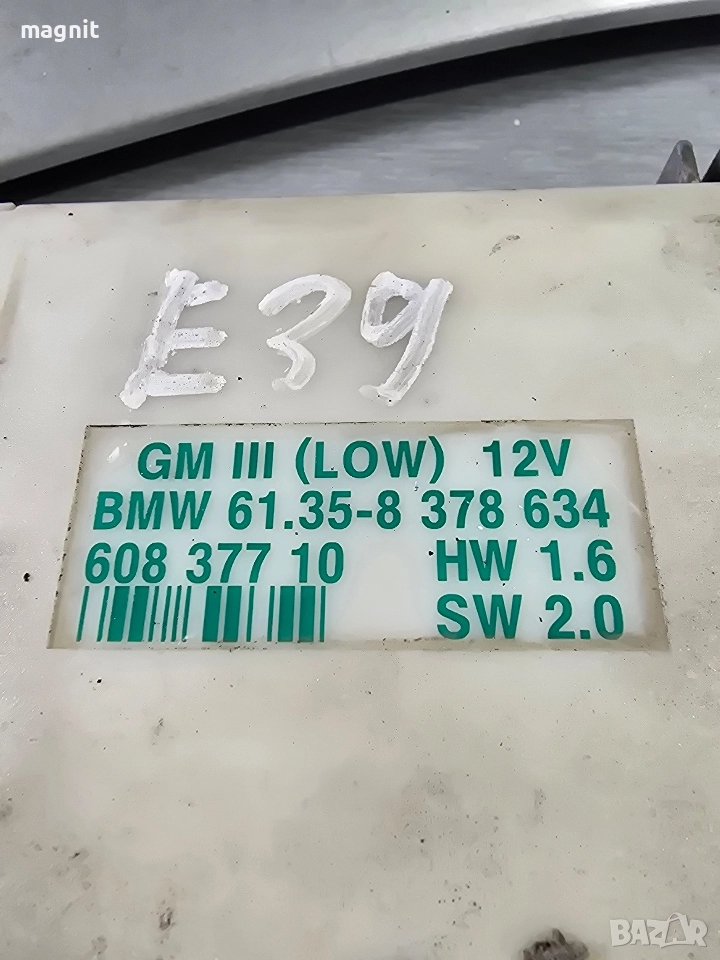 magnit
E39
GM III (LOW) 12V
BMW 61.35-8 378 634
608 377 10 HW 1.6
SW 2.0
BAZAR